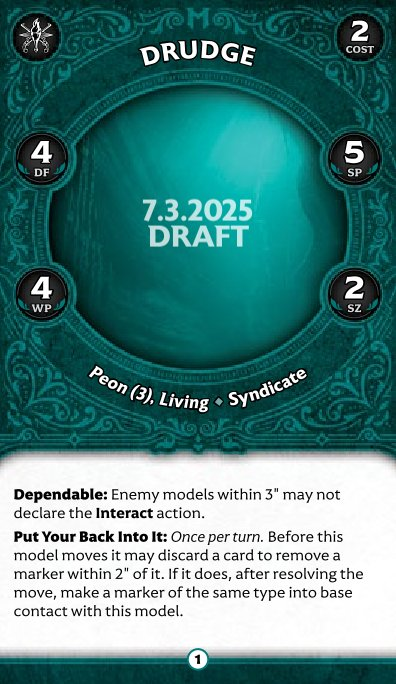 DRUDGE
2
COST
4
DF
5
SP
7.3.2025
DRAFT
4
WP
2
SZ
Peon (3), Living ◆ Syndicate
Dependable: Enemy models within 3" may not
declare the Interact action.
Put Your Back Into It: Once per turn. Before this
model moves it may discard a card to remove a
marker within 2" of it. If it does, after resolving the
move, make a marker of the same type into base
contact with this model.
1